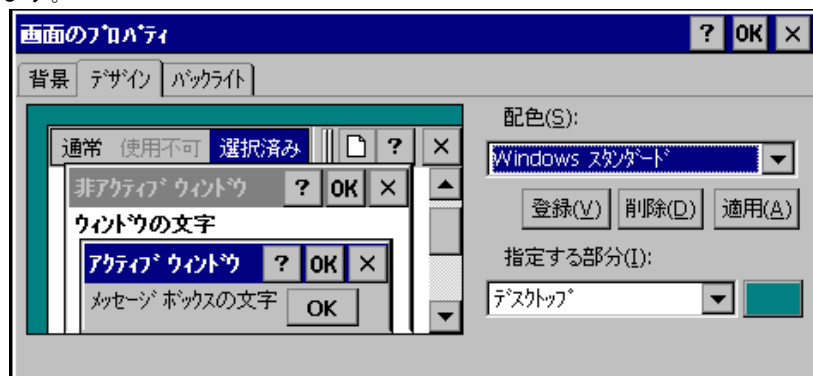 す。
画面のﾌﾟﾛﾊﾟﾃｨ ? OK ×
背景 ﾃﾞｻﾞｲﾝ ﾊﾞｯｸﾗｲﾄ
通常 使用不可 選択済み ? ×
非ｱｸﾃｨﾌﾞ ｳｨﾝﾄﾞｳ ? OK ×
ｳｨﾝﾄﾞｳの文字
ｱｸﾃｨﾌﾞ ｳｨﾝﾄﾞｳ ? OK ×
ﾒｯｾｰｼﾞ ﾎﾞｯｸｽの文字 OK
配色(S):
Windows ｽﾀﾝﾀﾞｰﾄﾞ
登録(V) 削除(D) 適用(A)
指定する部分(I):
ﾃﾞｽｸﾄｯﾌﾟ